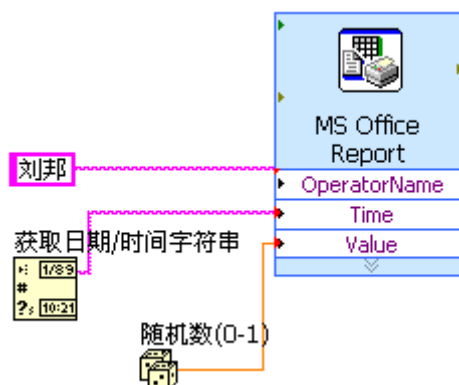 MS Office
Report
刘邦
OperatorName
Time
获取日期/时间字符串
Value
1/89
#
?s 10:21
随机数(0-1)